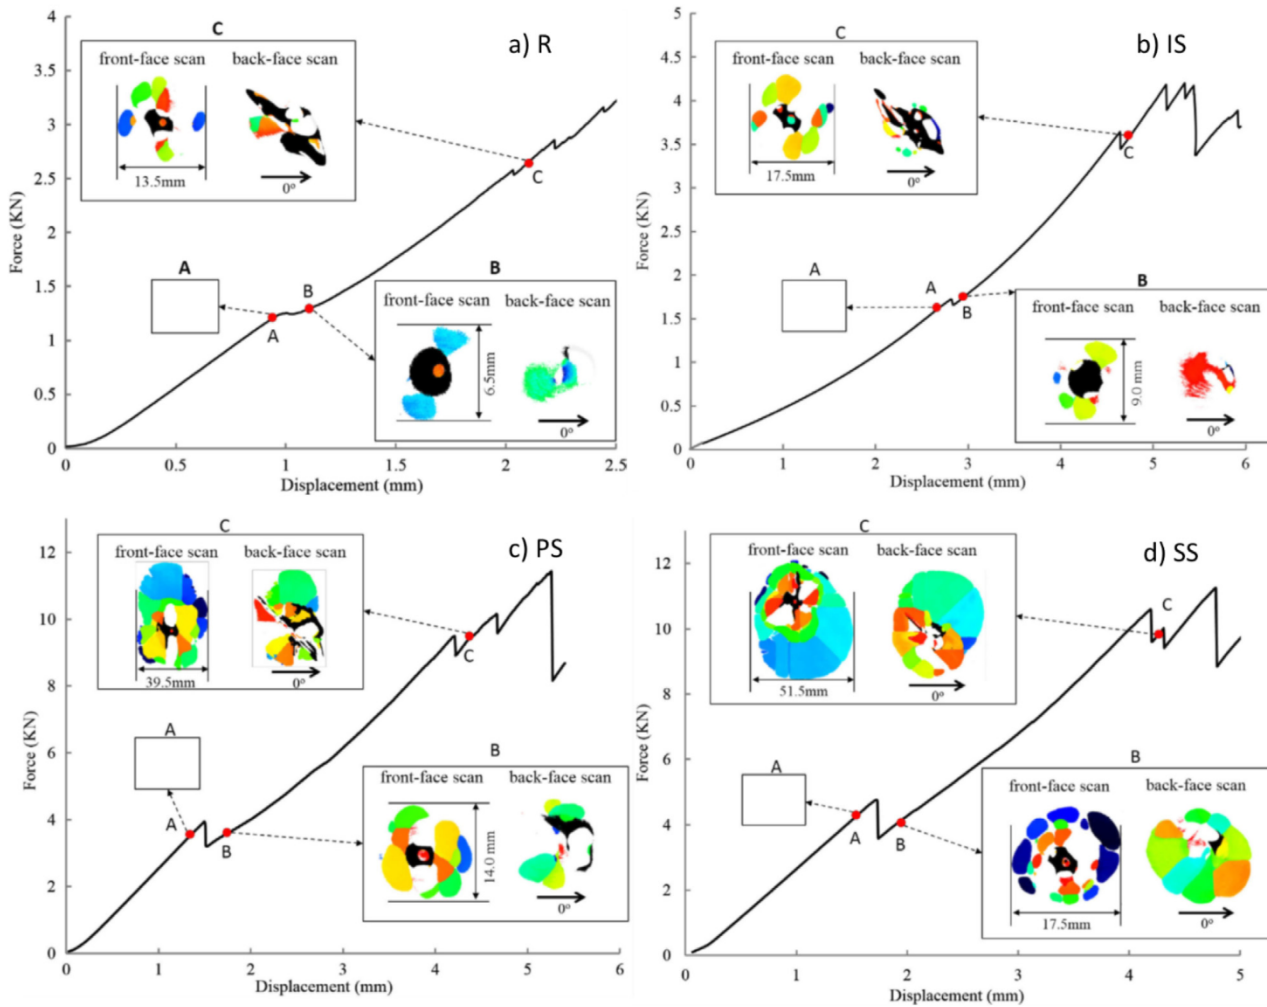 a) R
4
3.5
3
2.5
2
1.5
1
0.5
0
Force (KN)
C
front-face scan back-face scan
13.5mm
0°
C
A
A
B
B
front-face scan back-face scan
6.5mm
0°
0 0.5 1 1.5 2 2.5
Displacement (mm)
b) IS
5
4.5
4
3.5
3
2.5
2
1.5
1
0.5
0
Force (KN)
C
front-face scan back-face scan
17.5mm
0°
C
A
A
B
B
front-face scan back-face scan
9.0 mm
0°
1 2 3 4 5 6
Displacement (mm)
c) PS
12
10
8
6
4
2
0
Force (KN)
C
front-face scan back-face scan
39.5mm
0°
C
A
A
B
B
front-face scan back-face scan
14.0 mm
0°
0 1 2 3 4 5 6
Displacement (mm)
d) SS
12
10
8
6
4
2
0
Force (KN)
C
front-face scan back-face scan
51.5mm
0°
C
A
A
B
B
front-face scan back-face scan
17.5mm
0°
0 1 2 3 4 5
Displacement (mm)